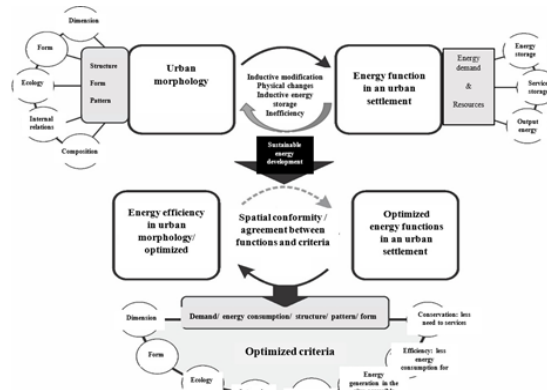 Dimension
Form
Ecology
Internal
relations
Composition
Structure
Form
Pattern
Urban
morphology
Inductive modification
Physical changes
Inductive energy
storage
Inefficiency
Energy function
in an urban
settlement
Energy
demand
&
Resources
Energy
storage
Service
storage
Output
energy
Sustainable
energy
development
Energy efficiency
in urban
morphology/
optimized
Spatial conformity /
agreement between
functions and criteria
Optimized
energy functions
in an urban
settlement
Demand/ energy consumption/ structure/ pattern/ form
Optimized criteria
Dimension
Form
Ecology
Conservation: less
need to services
Efficiency: less
energy
consumption for
Energy
generation in the